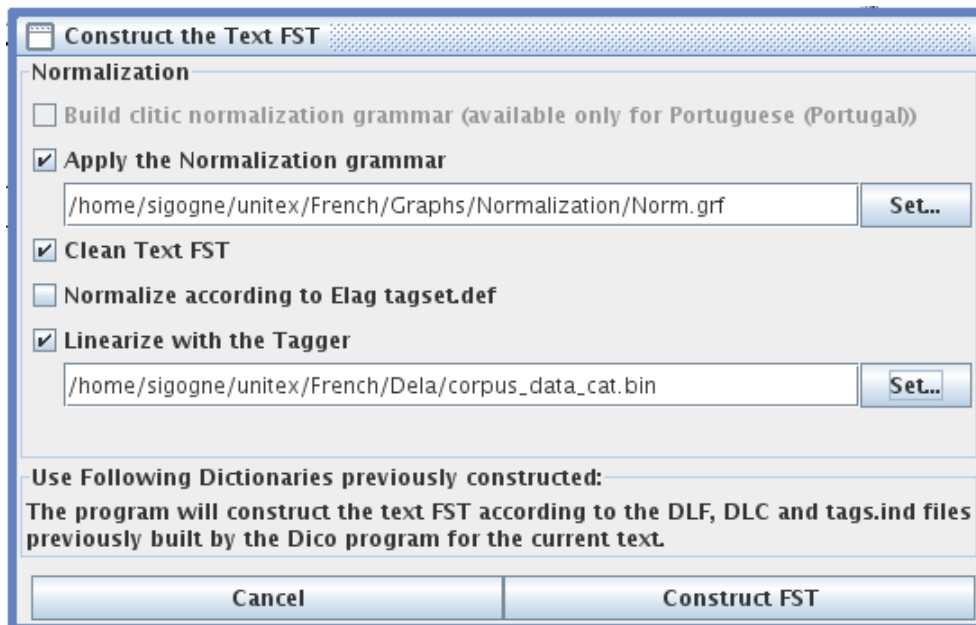 Construct the Text FST
Normalization
Build clitic normalization grammar (available only for Portuguese (Portugal))
Apply the Normalization grammar
/home/sigogne/unitex/French/Graphs/Normalization/Norm.grf
Set...
Clean Text FST
Normalize according to Elag tagset.def
Linearize with the Tagger
/home/sigogne/unitex/French/Dela/corpus_data_cat.bin
Set...
Use Following Dictionaries previously constructed:
The program will construct the text FST according to the DLF, DLC and tags.ind files
previously built by the Dico program for the current text.
Cancel
Construct FST